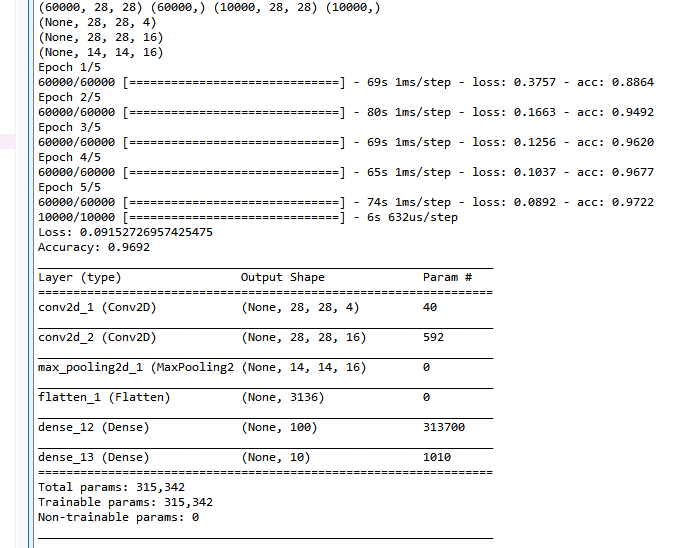 (60000, 28, 28) (60000,) (10000, 28, 28) (10000,)
(None, 28, 28, 4)
(None, 28, 28, 16)
(None, 14, 14, 16)
Epoch 1/5
60000/60000 [==============================] - 69s 1ms/step - loss: 0.3757 - acc: 0.8864
Epoch 2/5
60000/60000 [==============================] - 80s 1ms/step - loss: 0.1663 - acc: 0.9492
Epoch 3/5
60000/60000 [==============================] - 69s 1ms/step - loss: 0.1256 - acc: 0.9620
Epoch 4/5
60000/60000 [==============================] - 65s 1ms/step - loss: 0.1037 - acc: 0.9677
Epoch 5/5
60000/60000 [==============================] - 74s 1ms/step - loss: 0.0892 - acc: 0.9722
10000/10000 [==============================] - 6s 632us/step
Loss: 0.09152726957425475
Accuracy: 0.9692
_________________________________________________________________
Layer (type)                 Output Shape              Param #
=================================================================
conv2d_1 (Conv2D)            (None, 28, 28, 4)         40
_________________________________________________________________
conv2d_2 (Conv2D)            (None, 28, 28, 16)        592
_________________________________________________________________
max_pooling2d_1 (MaxPooling2 (None, 14, 14, 16)        0
_________________________________________________________________
flatten_1 (Flatten)          (None, 3136)              0
_________________________________________________________________
dense_12 (Dense)             (None, 100)               313700
_________________________________________________________________
dense_13 (Dense)             (None, 10)                1010
=================================================================
Total params: 315,342
Trainable params: 315,342
Non-trainable params: 0
_________________________________________________________________